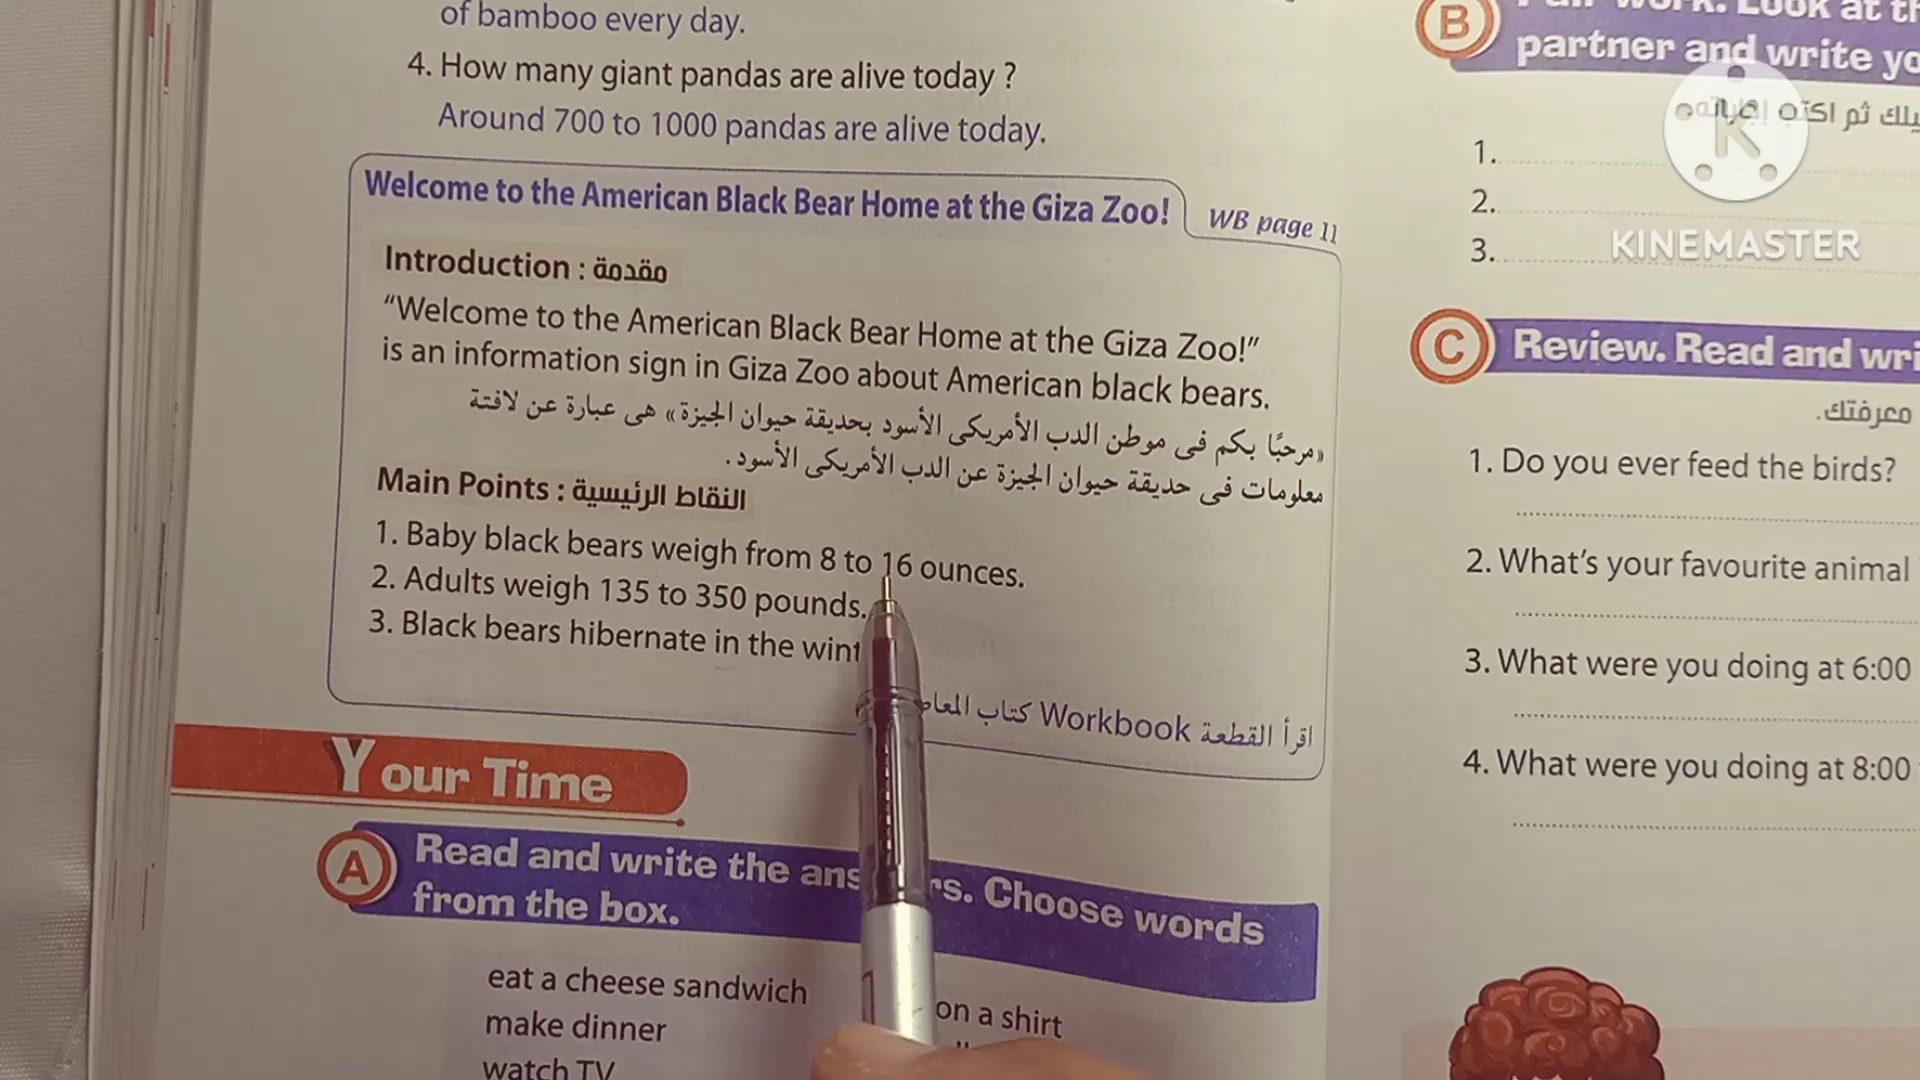 of bamboo every day.
4. How many giant pandas are alive today ?
Around 700 to 1000 pandas are alive today.
Welcome to the American Black Bear Home at the Giza Zoo!
WB page 11
Introduction : مقدمة
“Welcome to the American Black Bear Home at the Giza Zoo!”
is an information sign in Giza Zoo about American black bears.
«مرحبًا بكم فى موطن الدب الأمريكى الأسود بحديقة حيوان الجيزة» هى عبارة عن لافتة
معلومات فى حديقة حيوان الجيزة عن الدب الأمريكى الأسود.
Main Points : النقاط الرئيسية
1. Baby black bears weigh from 8 to 16 ounces.
2. Adults weigh 135 to 350 pounds.
3. Black bears hibernate in the
اقرأ القطعة Workbook كتاب
Your Time
A
Read and write the Choose words
from the box.
eat a cheese sandwich
on a shirt
make dinner
watch TV
B
Look at
partner and write
ثم اكتب
1.
2.
3.
KINEMASTER
C
Review. Read and
معرفتك.
1. Do you ever feed the birds?
2. What's your favourite animal
3. What were you doing at 6:00
4. What were you doing at 8:00